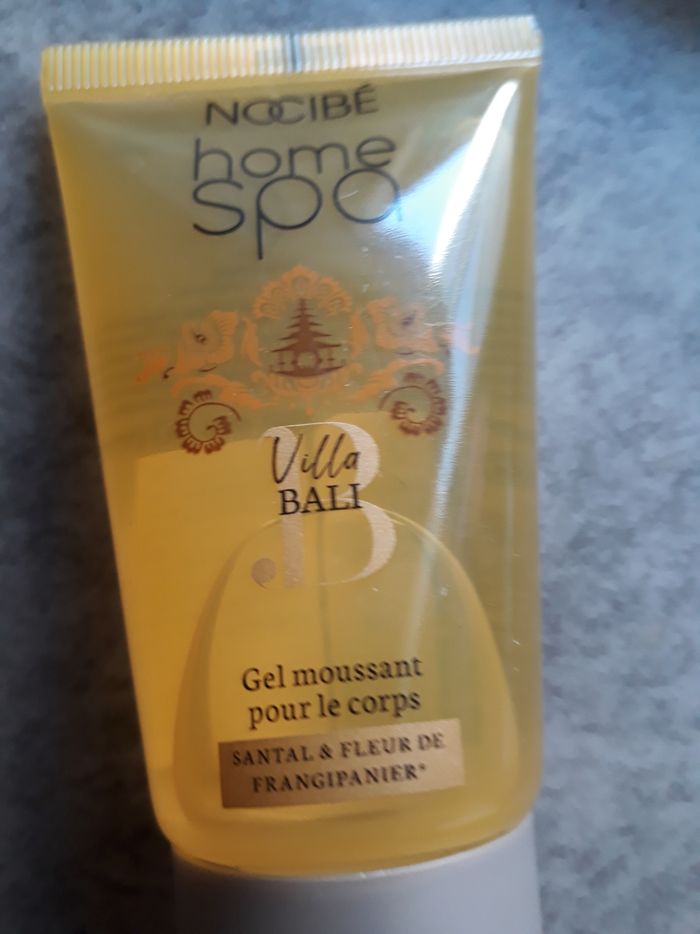 NOCIBÉ
home
spa
Villa
BALI
B
Gel moussant
pour le corps
SANTAL & FLEUR DE
FRANGIPANIER*